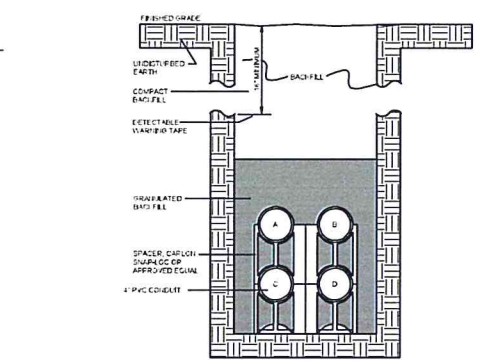 FINISHED GRADE
UNDISTURBED
EARTH
BACKFILL
MINIMUM
COMPACT
BACKFILL
DETECTABLE
WARNING TAPE
GRANULATED
BACKFILL
A
B
SPACER, CARLON
SNAP-LOC OR
APPROVED EQUAL
C
D
4" PVC CONDUIT